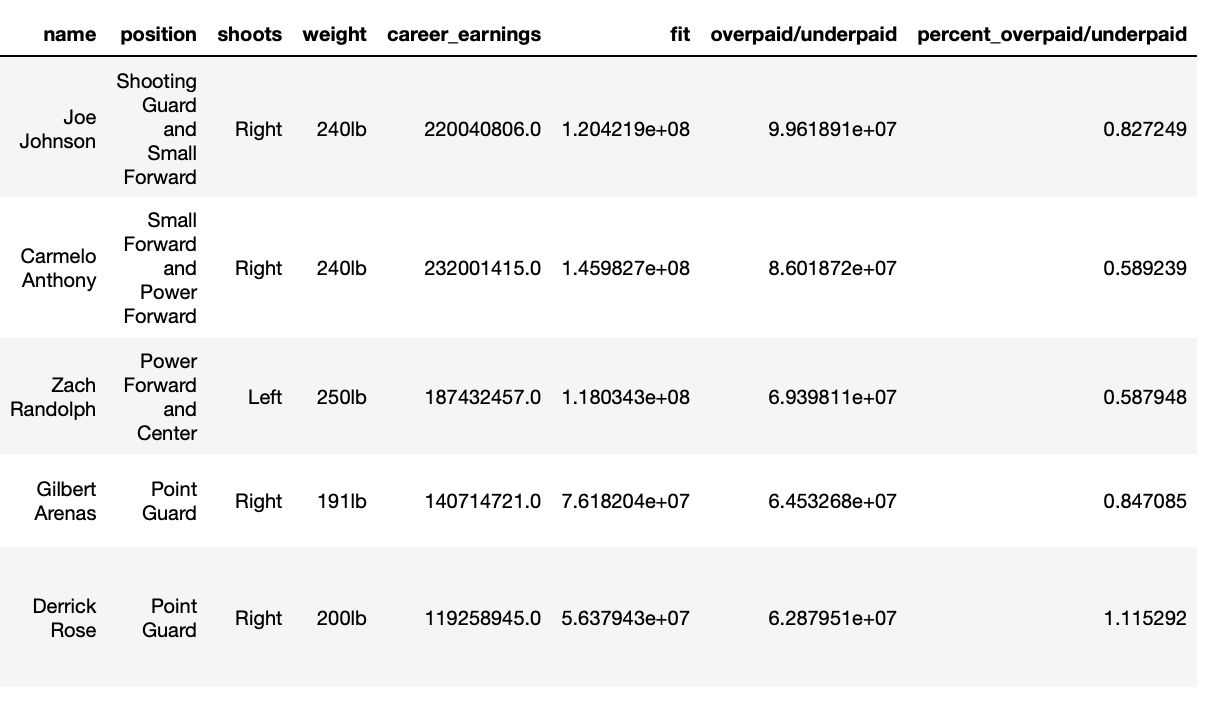 name position shoots weight career_earnings fit overpaid/underpaid percent_overpaid/underpaid
Joe Johnson Shooting Guard and Small Forward Right 240lb 220040806.0 1.204219e+08 9.961891e+07 0.827249
Carmelo Anthony Small Forward and Power Forward Right 240lb 232001415.0 1.459827e+08 8.601872e+07 0.589239
Zach Randolph Power Forward and Center Left 250lb 187432457.0 1.180343e+08 6.939811e+07 0.587948
Gilbert Arenas Point Guard Right 191lb 140714721.0 7.618204e+07 6.453268e+07 0.847085
Derrick Rose Point Guard Right 200lb 119258945.0 5.637943e+07 6.287951e+07 1.115292